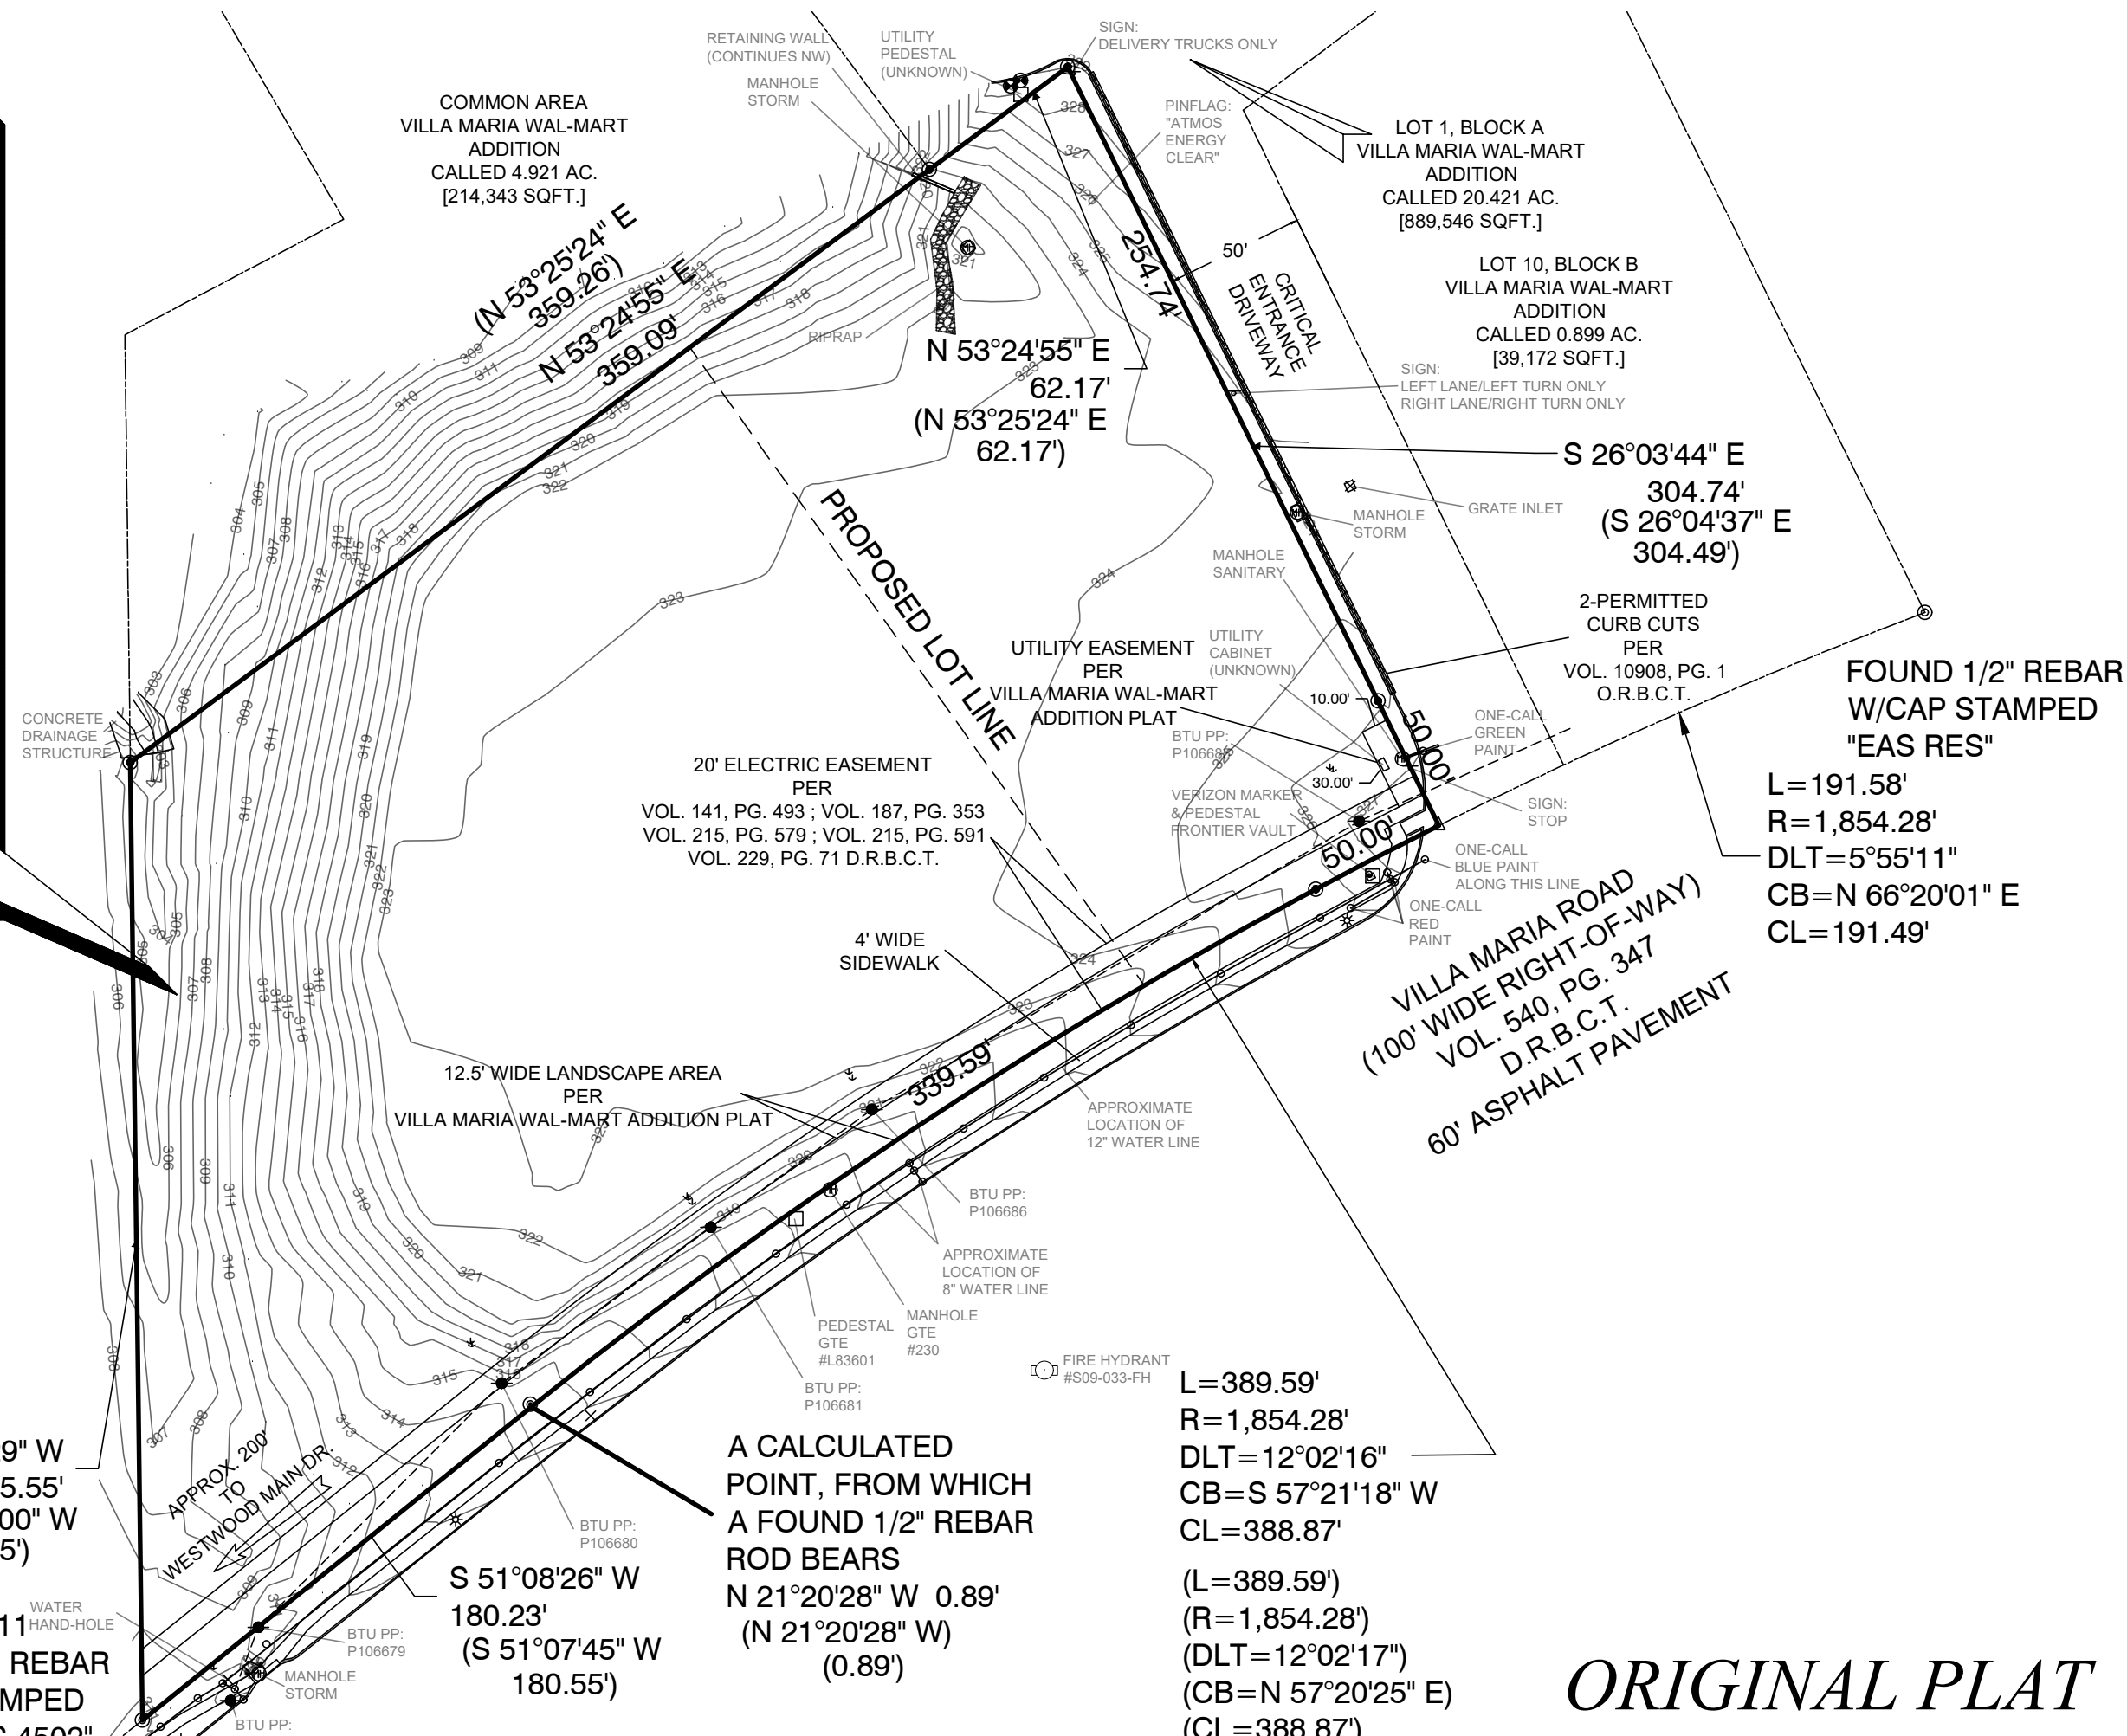 RETAINING WALL
(CONTINUES NW)
MANHOLE
STORM
UTILITY
PEDESTAL
(UNKNOWN)
SIGN:
DELIVERY TRUCKS ONLY
COMMON AREA
VILLA MARIA WAL-MART
ADDITION
CALLED 4.921 AC.
[214,343 SQFT.]
PINFLAG:
"ATMOS
ENERGY
CLEAR"
LOT 1, BLOCK A
VILLA MARIA WAL-MART
ADDITION
CALLED 20.421 AC.
[889,546 SQFT.]
LOT 10, BLOCK B
VILLA MARIA WAL-MART
ADDITION
CALLED 0.899 AC.
[39,172 SQFT.]
(N 53°25'24" E
359.26')
N 53°24'55" E
359.09'
254.74'
50'
CRITICAL
ENTRANCE
DRIVEWAY
RIPRAP
N 53°24'55" E
62.17'
(N 53°25'24" E
62.17')
SIGN:
LEFT LANE/LEFT TURN ONLY
RIGHT LANE/RIGHT TURN ONLY
S 26°03'44" E
304.74'
(S 26°04'37" E
304.49')
GRATE INLET
MANHOLE
STORM
MANHOLE
SANITARY
PROPOSED LOT LINE
2-PERMITTED
CURB CUTS
PER
VOL. 10908, PG. 1
O.R.B.C.T.
UTILITY EASEMENT
PER
VILLA MARIA WAL-MART
ADDITION PLAT
UTILITY
CABINET
(UNKNOWN)
10.00'
30.00'
50.00'
50.00'
ONE-CALL
GREEN
PAINT
FOUND 1/2" REBAR
W/CAP STAMPED
"EAS RES"
L=191.58'
R=1,854.28'
DLT=5°55'11"
CB=N 66°20'01" E
CL=191.49'
CONCRETE
DRAINAGE
STRUCTURE
BTU PP:
20' ELECTRIC EASEMENT
PER
VOL. 141, PG. 493 ; VOL. 187, PG. 353
VOL. 215, PG. 579 ; VOL. 215, PG. 591
VOL. 229, PG. 71 D.R.B.C.T.
VERIZON MARKER
& PEDESTAL
FRONTIER VAULT
SIGN:
STOP
ONE-CALL
BLUE PAINT
ALONG THIS LINE
ONE-CALL
RED
PAINT
4' WIDE
SIDEWALK
VILLA MARIA ROAD
(100' WIDE RIGHT-OF-WAY)
VOL. 540, PG. 347
D.R.B.C.T.
60' ASPHALT PAVEMENT
12.5' WIDE LANDSCAPE AREA
PER
VILLA MARIA WAL-MART ADDITION PLAT
339.59'
APPROXIMATE
LOCATION OF
12" WATER LINE
BTU PP:
P106686
APPROXIMATE
LOCATION OF
8" WATER LINE
PEDESTAL
GTE
#L83601
MANHOLE
GTE
#230
BTU PP:
P106681
FIRE HYDRANT
#S09-033-FH
L=389.59'
R=1,854.28'
DLT=12°02'16"
CB=S 57°21'18" W
CL=388.87'
(L=389.59')
(R=1,854.28')
(DLT=12°02'17")
(CB=N 57°20'25" E)
(CL=388.87')
A CALCULATED
POINT, FROM WHICH
A FOUND 1/2" REBAR
ROD BEARS
N 21°20'28" W 0.89'
(N 21°20'28" W)
(0.89')
9" W
5.55'
00" W
5')
APPROX. 200'
TO
WESTWOOD MAIN DR.
BTU PP:
P106680
S 51°08'26" W
180.23'
(S 51°07'45" W
180.55')
WATER
HAND-HOLE
11
REBAR
MPED
4502"
BTU PP:
P106679
MANHOLE
STORM
BTU PP:
ORIGINAL PLAT